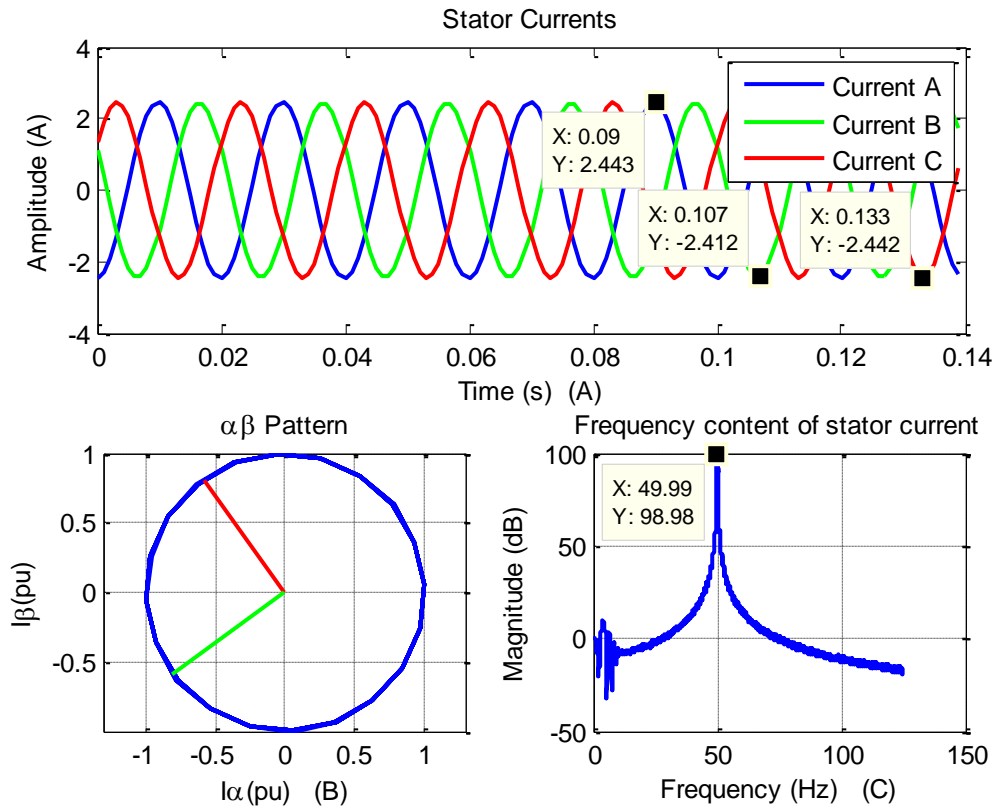 Stator Currents
4
2
0
-2
-4
Amplitude (A)
Current A
Current B
Current C
X: 0.09
Y: 2.443
X: 0.107
Y: -2.412
X: 0.133
Y: -2.442
0 0.02 0.04 0.06 0.08 0.1 0.12 0.14
Time (s) (A)
αβ Pattern
1
0.5
0
-0.5
Iβ(pu)
-1 -0.5 0 0.5 1
Iα(pu) (B)
Frequency content of stator current
100
50
0
-50
Magnitude (dB)
X: 49.99
Y: 98.98
0 50 100 150
Frequency (Hz) (C)